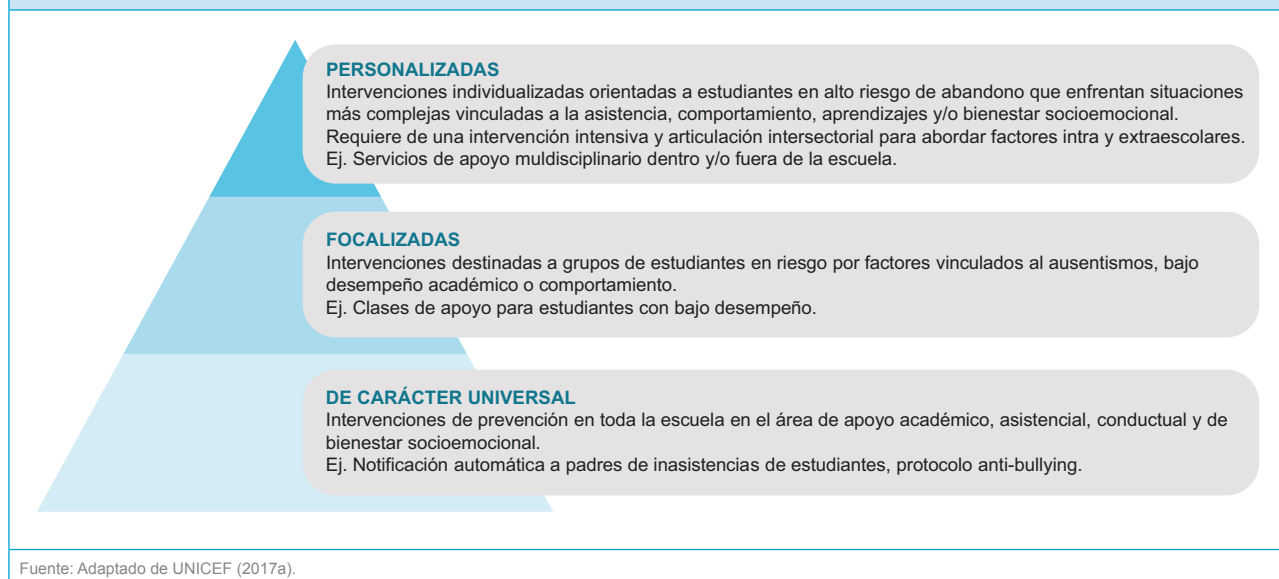 PERSONALIZADAS
Intervenciones individualizadas orientadas a estudiantes en alto riesgo de abandono que enfrentan situaciones
más complejas vinculadas a la asistencia, comportamiento, aprendizajes y/o bienestar socioemocional.
Requiere de una intervención intensiva y articulación intersectorial para abordar factores intra y extraescolares.
Ej. Servicios de apoyo muldisciplinario dentro y/o fuera de la escuela.
FOCALIZADAS
Intervenciones destinadas a grupos de estudiantes en riesgo por factores vinculados al ausentismos, bajo
desempeño académico o comportamiento.
Ej. Clases de apoyo para estudiantes con bajo desempeño.
DE CARÁCTER UNIVERSAL
Intervenciones de prevención en toda la escuela en el área de apoyo académico, asistencial, conductual y de
bienestar socioemocional.
Ej. Notificación automática a padres de inasistencias de estudiantes, protocolo anti-bullying.
Fuente: Adaptado de UNICEF (2017a).